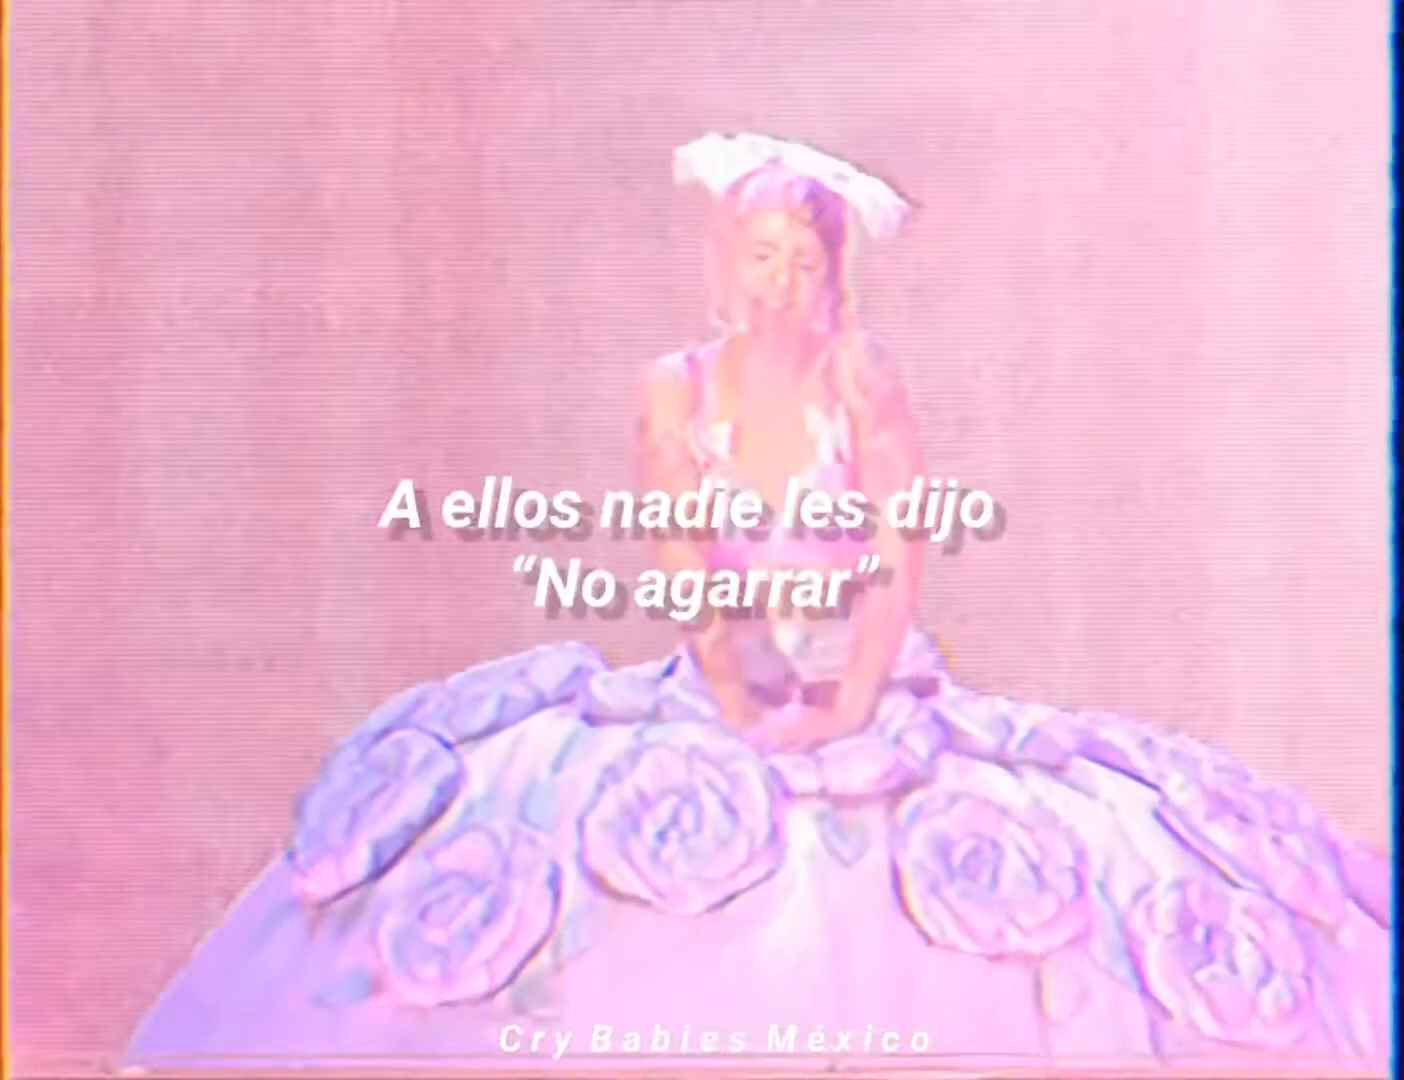 A ellos nadie les dijo
“No agarrar”
Cry Babies México